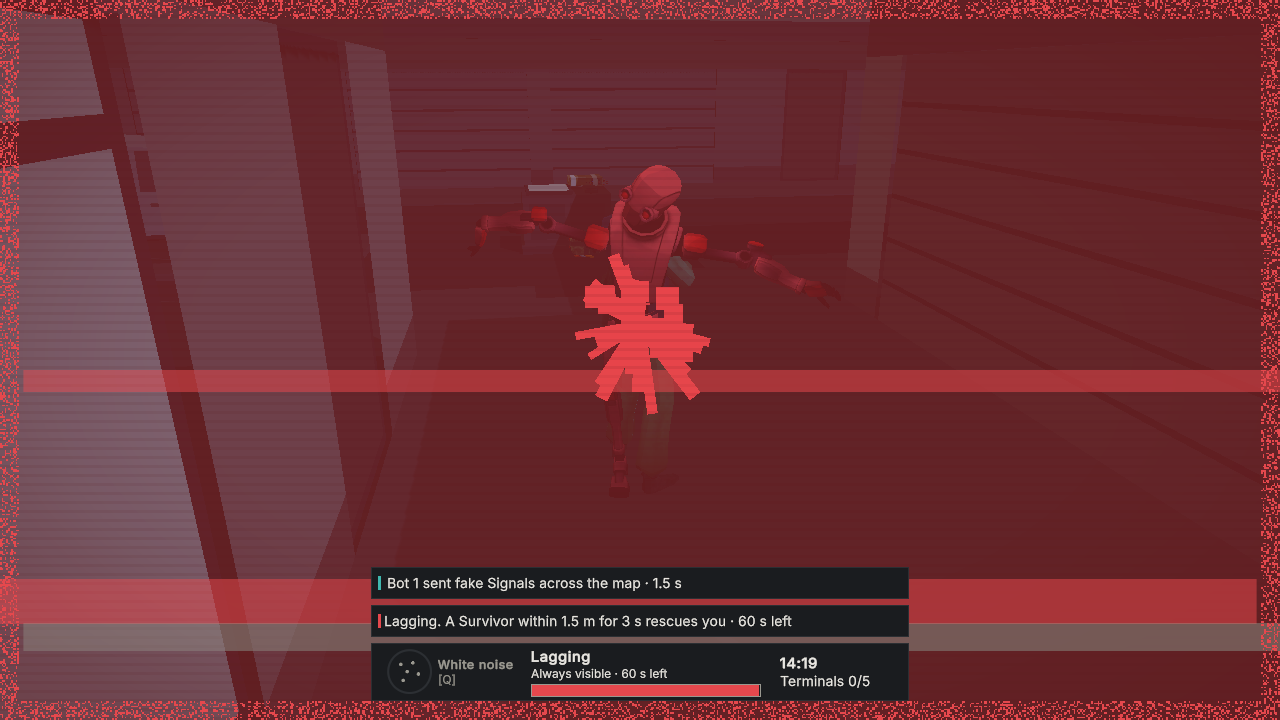 Bot 1 sent fake Signals across the map · 1.5 s
Lagging. A Survivor within 1.5 m for 3 s rescues you · 60 s left
White noise
[Q]
Lagging
Always visible · 60 s left
14:19
Terminals 0/5